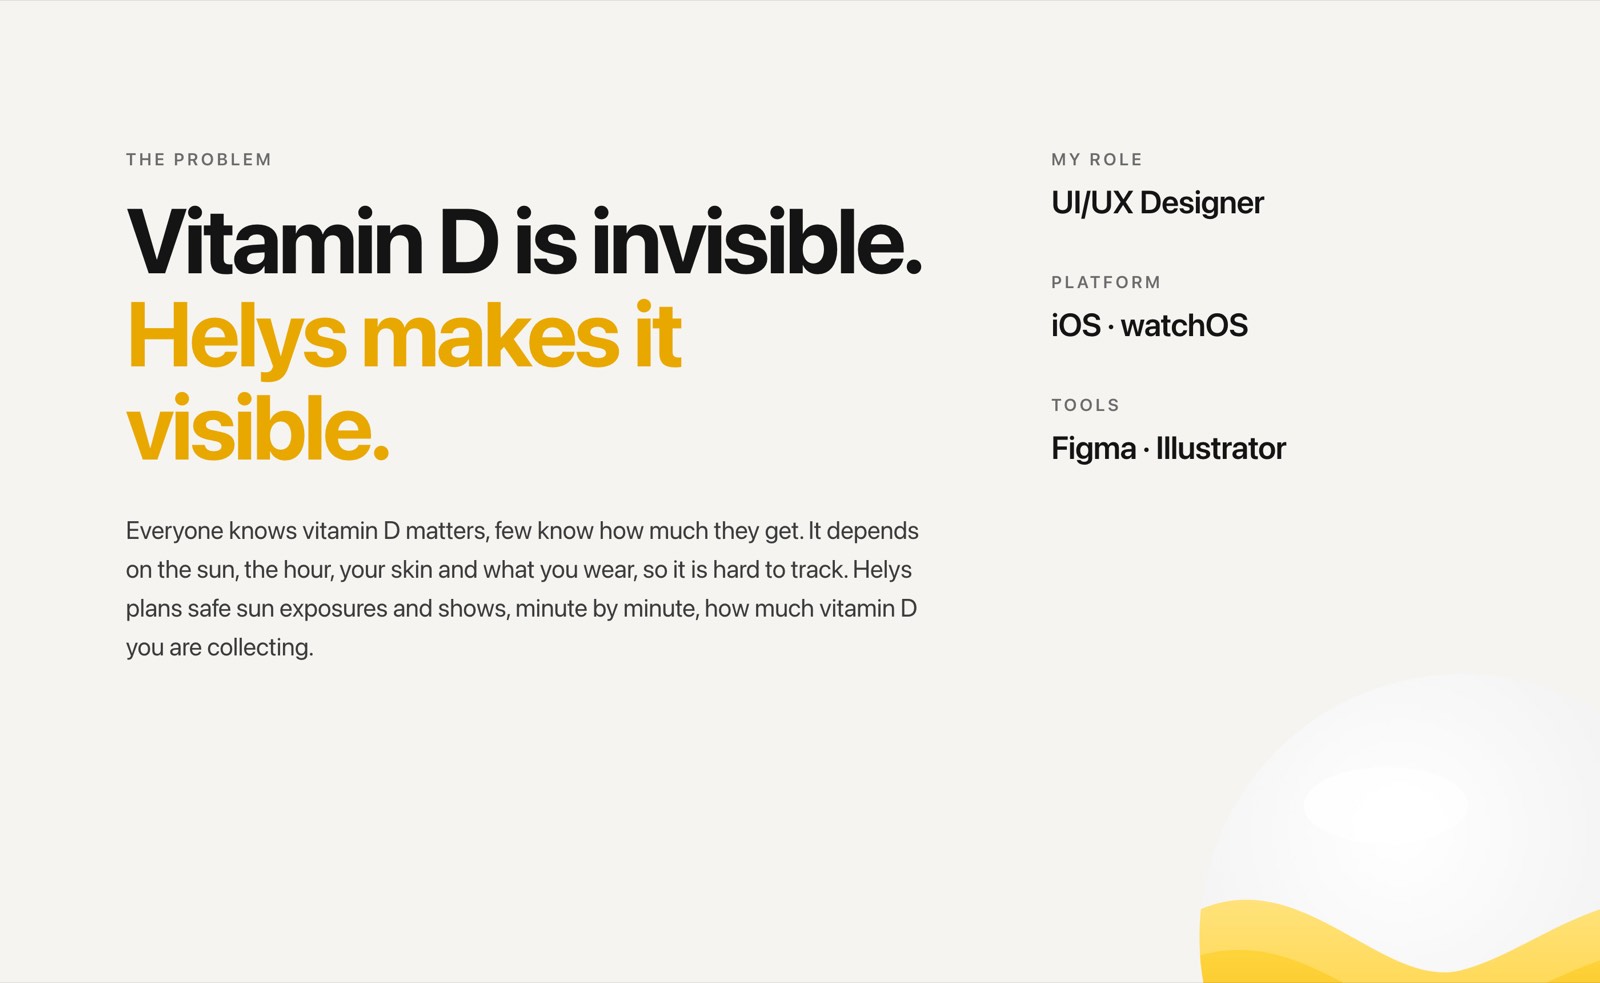 THE PROBLEM
Vitamin D is invisible.
Helys makes it
visible.
Everyone knows vitamin D matters, few know how much they get. It depends
on the sun, the hour, your skin and what you wear, so it is hard to track. Helys
plans safe sun exposures and shows, minute by minute, how much vitamin D
you are collecting.
MY ROLE
UI/UX Designer
PLATFORM
iOS · watchOS
TOOLS
Figma · Illustrator